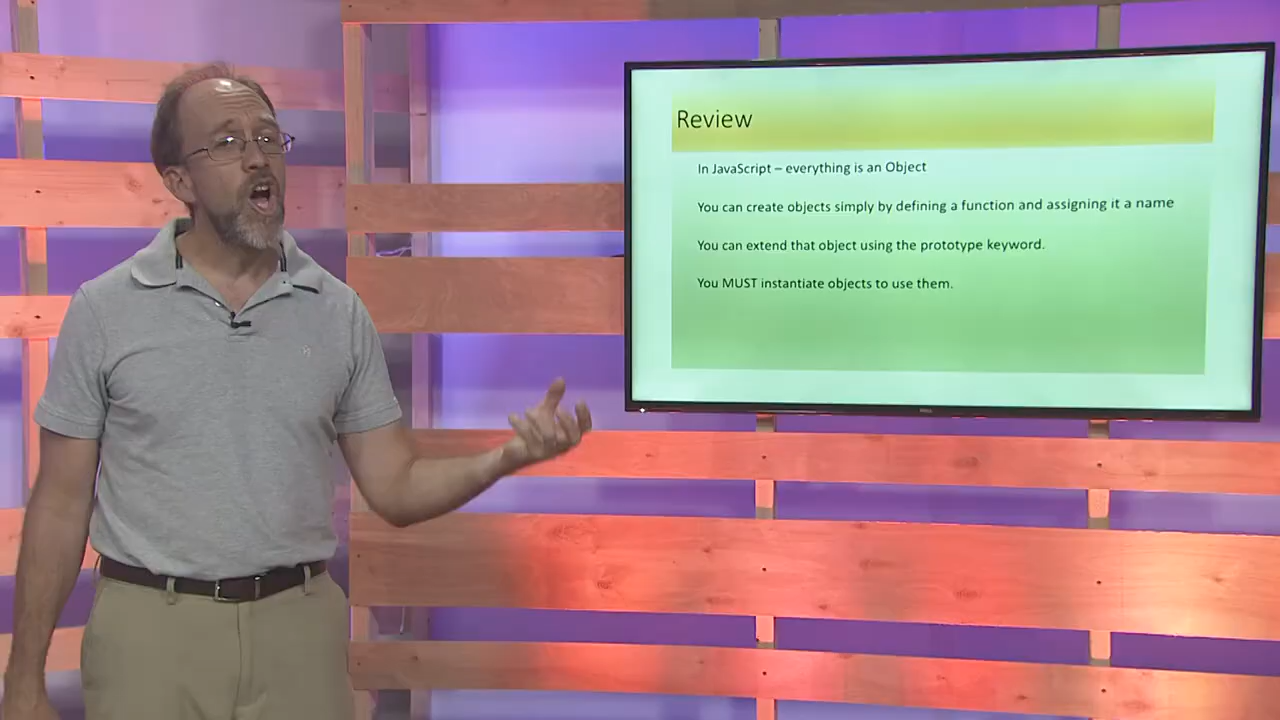 Review
In JavaScript – everything is an Object
You can create objects simply by defining a function and assigning it a name
You can extend that object using the prototype keyword.
You MUST instantiate objects to use them.